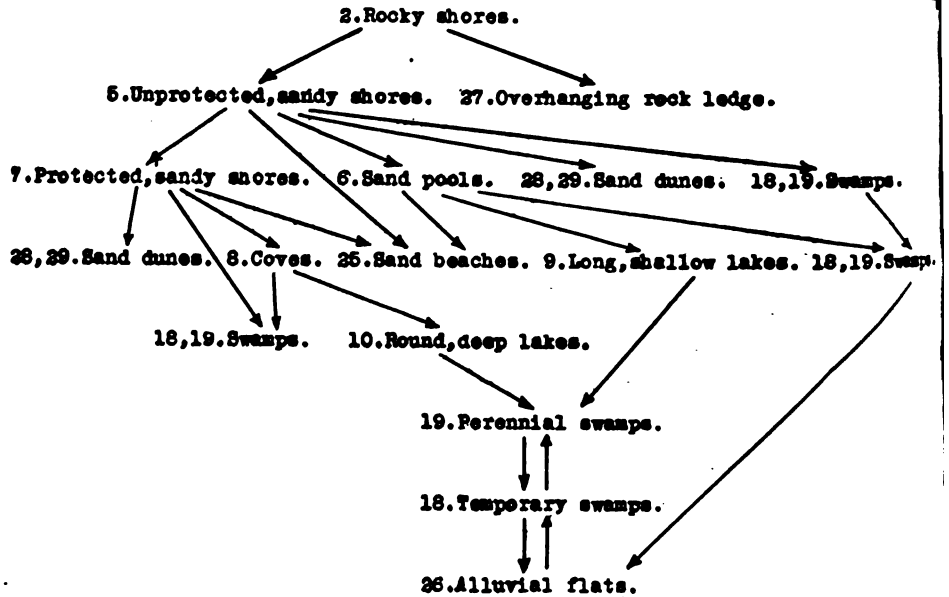 2.Rocky shores.
5.Unprotected,sandy shores. 27.Overhanging rock ledge.
7.Protected,sandy shores. 6.Sand pools. 28,29.Sand dunes. 18,19.Swamps.
28,29.Sand dunes. 8.Coves. 25.Sand beaches. 9.Long,shallow lakes. 18,19.Swamps.
18,19.Swamps. 10.Round,deep lakes.
19.Perennial swamps.
18.Temporary swamps.
26.Alluvial flats.